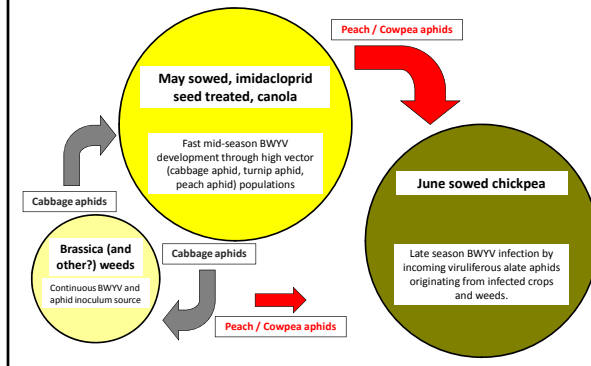 Peach / Cowpea aphids
May sowed, imidacloprid
seed treated, canola
Fast mid-season BWYV
development through high vector
(cabbage aphid, turnip aphid,
peach aphid) populations
June sowed chickpea
Cabbage aphids
Brassica (and
other?) weeds
Continuous BWYV and
aphid inoculum source
Cabbage aphids
Late season BWYV infection by
incoming viruliferous alate aphids
originating from infected crops
and weeds.
Peach / Cowpea aphids